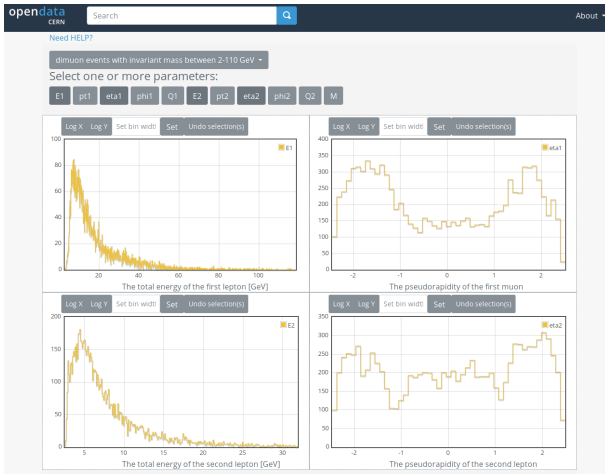 opendata
CERN
Search
About
Need HELP?
dimuon events with invariant mass between 2-110 GeV
Select one or more parameters:
E1 pt1 eta1 phi1 Q1 E2 pt2 eta2 phi2 Q2 M
Log X Log Y Set bin widt Set Undo selection(s)
E1
100
80
60
40
20
0
20 40 60 80 100
The total energy of the first lepton [GeV]
Log X Log Y Set bin widt Set Undo selection(s)
eta1
400
350
300
250
200
150
100
50
0
-2 -1 0 1 2
The pseudorapidity of the first muon
Log X Log Y Set bin widt Set Undo selection(s)
E2
200
150
100
50
0
5 10 15 20 25 30
The total energy of the second lepton [GeV]
Log X Log Y Set bin widt Set Undo selection(s)
eta2
350
300
250
200
150
100
50
0
-2 -1 0 1 2
The pseudorapidity of the second lepton